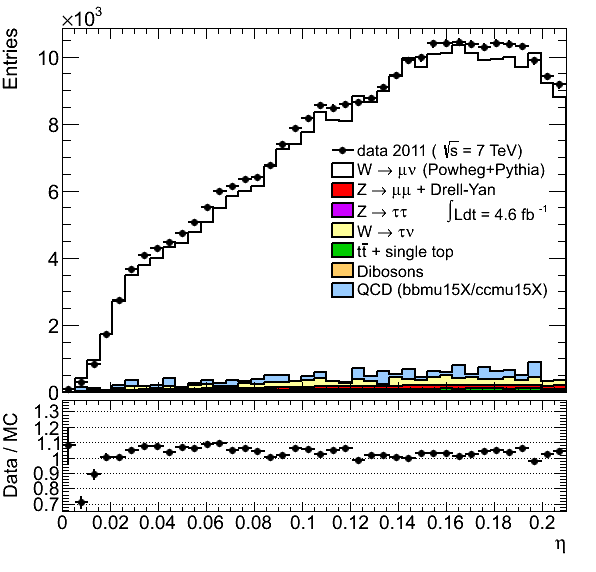 ×10³
Entries
10
8
6
4
2
0
data 2011 ( √s = 7 TeV)
W → μν (Powheg+Pythia)
Z → μμ + Drell-Yan
Z → ττ
∫Ldt = 4.6 fb⁻¹
W → τν
tt̄ + single top
Dibosons
QCD (bbmu15X/ccmu15X)
Data / MC
1.3
1.2
1.1
1
0.9
0.8
0.7
0 0.02 0.04 0.06 0.08 0.1 0.12 0.14 0.16 0.18 0.2
η